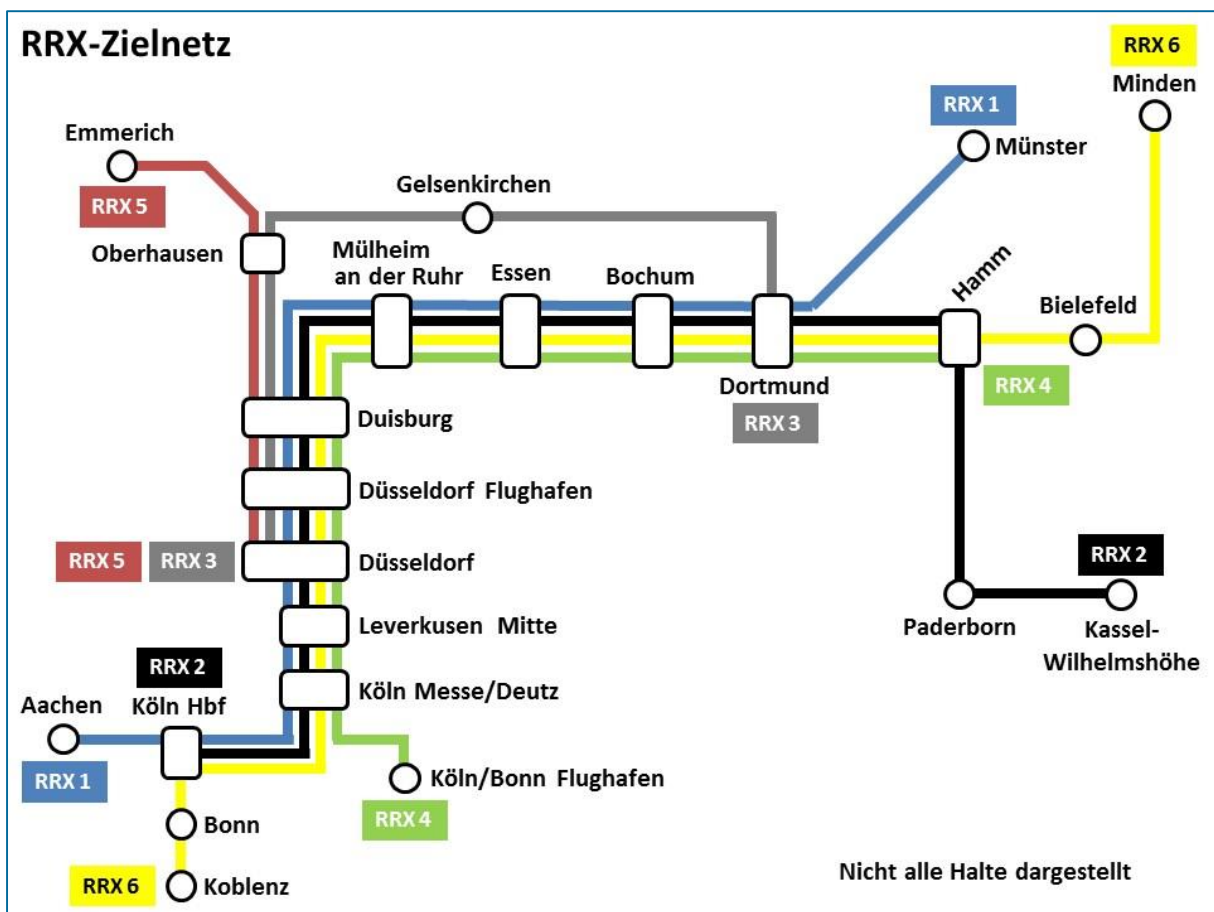 RRX-Zielnetz
RRX 6
Minden
RRX 1
Münster
Emmerich
RRX 5
Gelsenkirchen
Oberhausen
Mülheim
an der Ruhr
Essen
Bochum
Hamm
Bielefeld
Dortmund
RRX 3
RRX 4
Duisburg
Düsseldorf Flughafen
RRX 5
RRX 3
Düsseldorf
RRX 2
Leverkusen Mitte
Paderborn
Kassel-
Wilhelmshöhe
RRX 2
Köln Messe/Deutz
Aachen
Köln Hbf
RRX 1
Köln/Bonn Flughafen
RRX 4
Bonn
RRX 6
Koblenz
Nicht alle Halte dargestellt